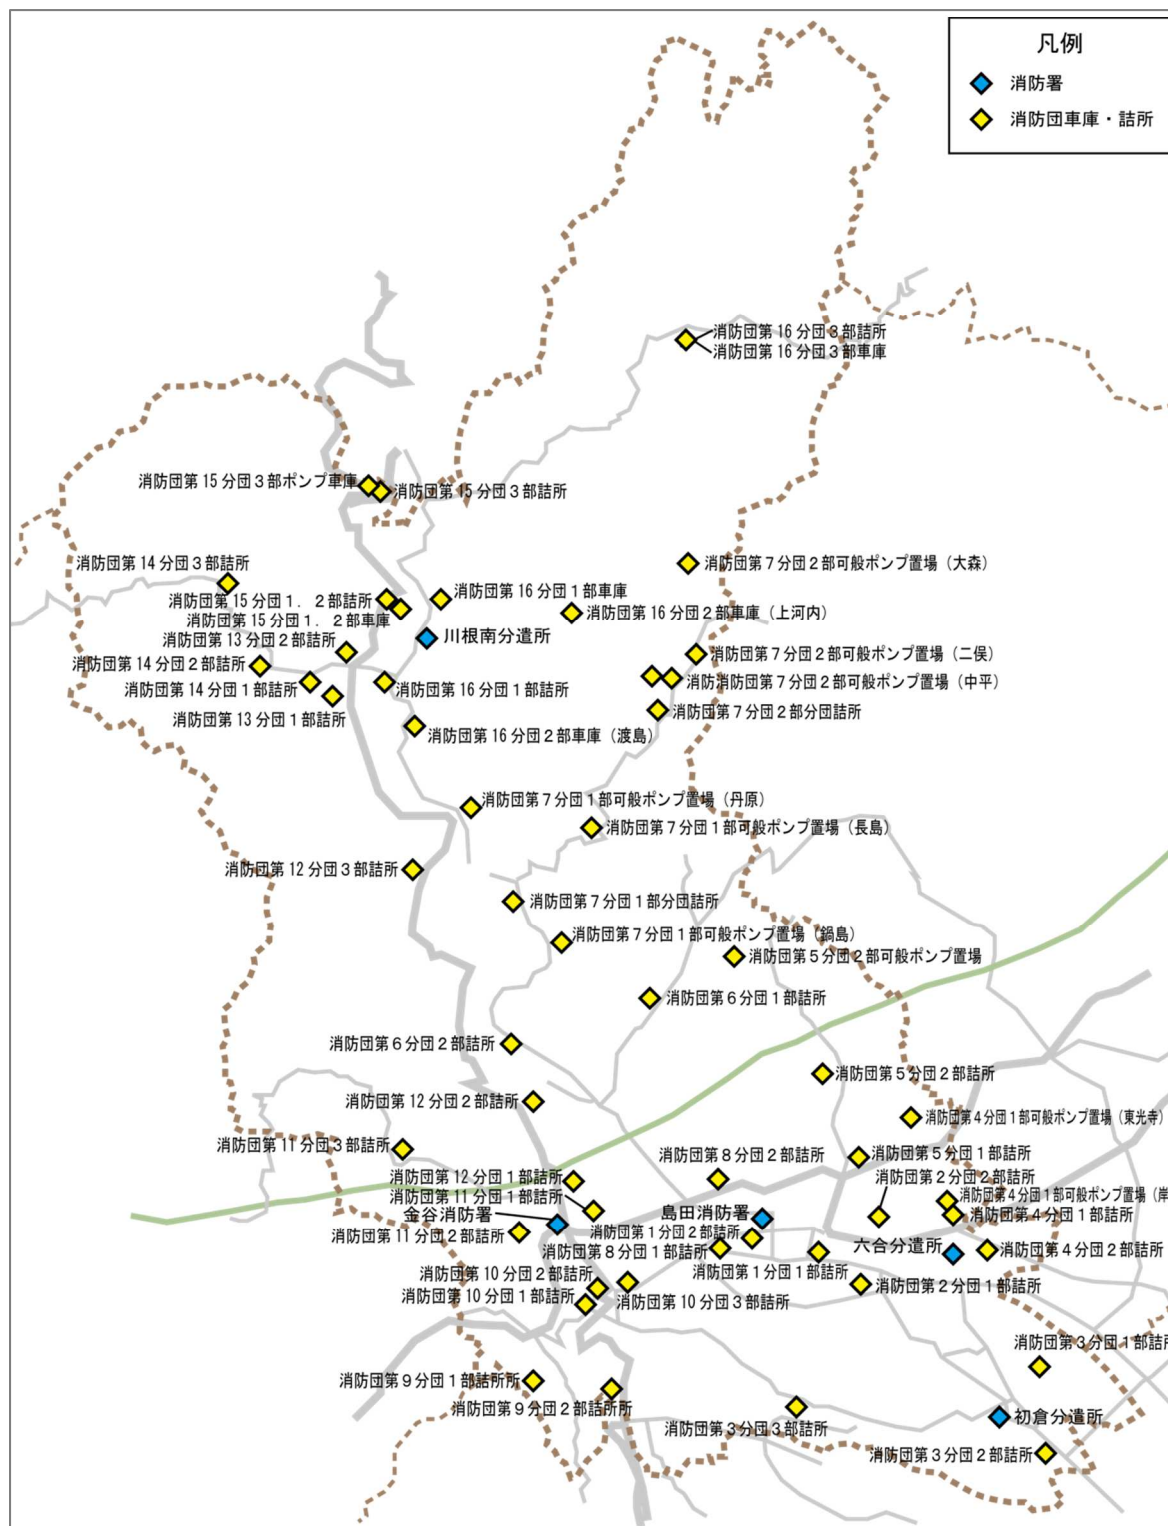 凡例
消防署
消防団車庫・詰所
消防団第16分団3部詰所
消防団第16分団3部車庫
消防団第15分団3部ポンプ車庫
消防団第15分団3部詰所
消防団第14分団3部詰所
消防団第7分団2部可般ポンプ置場（大森）
消防団第16分団1部車庫
消防団第15分団1．2部詰所
消防団第16分団2部車庫（上河内）
消防団第15分団1．2部車庫
川根南分遣所
消防団第13分団2部詰所
消防団第7分団2部可般ポンプ置場（二俣）
消防団第14分団2部詰所
消防消防団第7分団2部可般ポンプ置場（中平）
消防団第14分団1部詰所
消防団第16分団1部詰所
消防団第7分団2部分団詰所
消防団第13分団1部詰所
消防団第16分団2部車庫（渡島）
消防団第7分団1部可般ポンプ置場（丹原）
消防団第7分団1部可般ポンプ置場（長島）
消防団第12分団3部詰所
消防団第7分団1部分団詰所
消防団第7分団1部可般ポンプ置場（鍋島）
消防団第5分団2部可般ポンプ置場
消防団第6分団1部詰所
消防団第6分団2部詰所
消防団第5分団2部詰所
消防団第12分団2部詰所
消防団第4分団1部可般ポンプ置場（東光寺）
消防団第11分団3部詰所
消防団第8分団2部詰所
消防団第5分団1部詰所
消防団第12分団1部詰所
消防団第2分団2部詰所
消防団第11分団1部詰所
消防団第4分団1部可般ポンプ置場（岸
金谷消防署
島田消防署
消防団第4分団1部詰所
消防団第11分団2部詰所
消防団第1分団2部詰所
六合分遣所
消防団第8分団1部詰所
消防団第4分団2部詰所
消防団第1分団1部詰所
消防団第10分団2部詰所
消防団第2分団1部詰所
消防団第10分団1部詰所
消防団第10分団3部詰所
消防団第3分団1部詰所
消防団第9分団1部詰所所
消防団第9分団2部詰所所
初倉分遣所
消防団第3分団3部詰所
消防団第3分団2部詰所